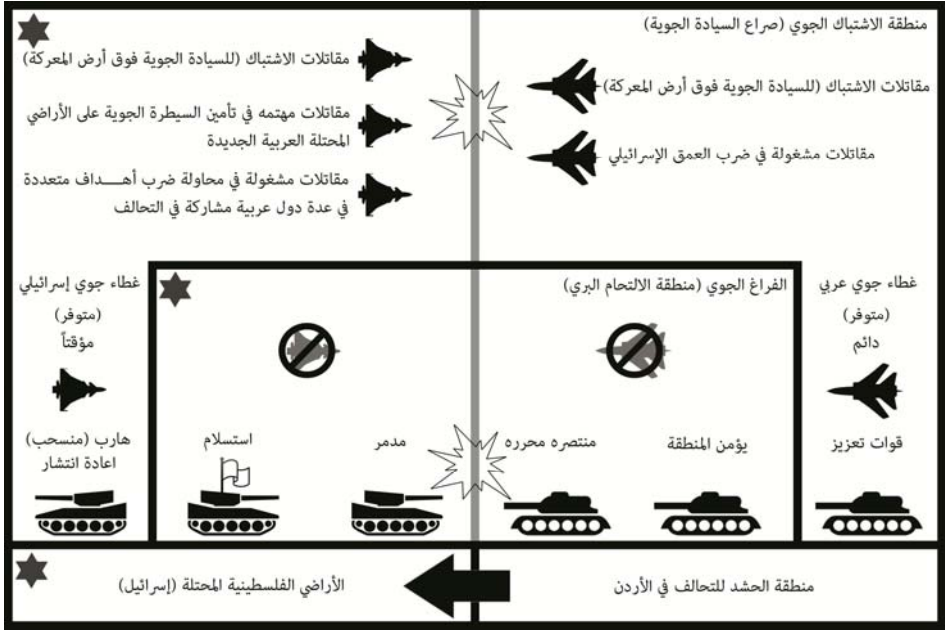 منطقة الاشتباك الجوي (صراع السيادة الجوية)
مقاتلات الاشتباك (للسيادة الجوية فوق أرض المعركة)
مقاتلات مشغولة في ضرب العمق الإسرائيلي
مقاتلات الاشتباك (للسيادة الجوية فوق أرض المعركة)
مقاتلات مهتمه في تأمين السيطرة الجوية على الأراضي
المحتلة العربية الجديدة
مقاتلات مشغولة في محاولة ضرب أهـــداف متعددة
في عدة دول عربية مشاركة في التحالف
غطاء جوي عربي
(متوفر)
دائم
قوات تعزيز
الفراغ الجوي (منطقة الالتحام البري)
يؤمن المنطقة
منتصره محرره
مدمر
استسلام
غطاء جوي إسرائيلي
(متوفر)
مؤقتاً
هارب (منسحب)
اعادة انتشار
منطقة الحشد للتحالف في الأردن
الأراضي الفلسطينية المحتلة (إسرائيل)